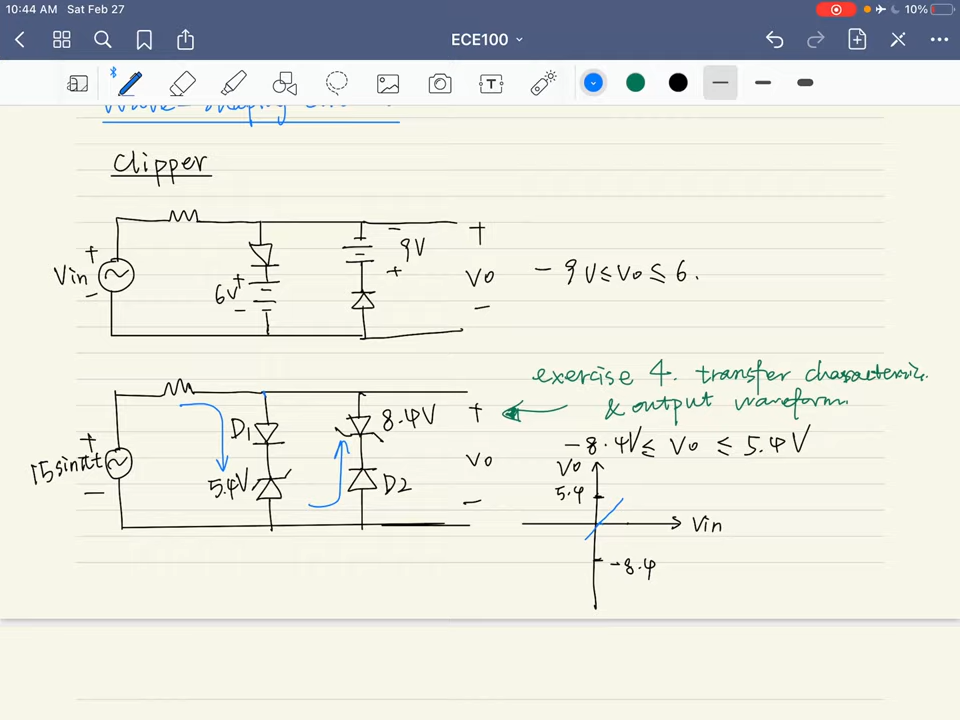 10:44 AM Sat Feb 27
10%
ECE100
T
Clipper
+
Vin
−
6V
+
−
−
9V
+
+
Vo
−
− 9V ≤ Vo ≤ 6.
exercise 4. transfer characteristic
& output waveform
+
15sinπt
−
D1
5.4V
8.4V
D2
+
Vo
−
−8.4V ≤ Vo ≤ 5.4V
Vo
5.4
Vin
-8.4